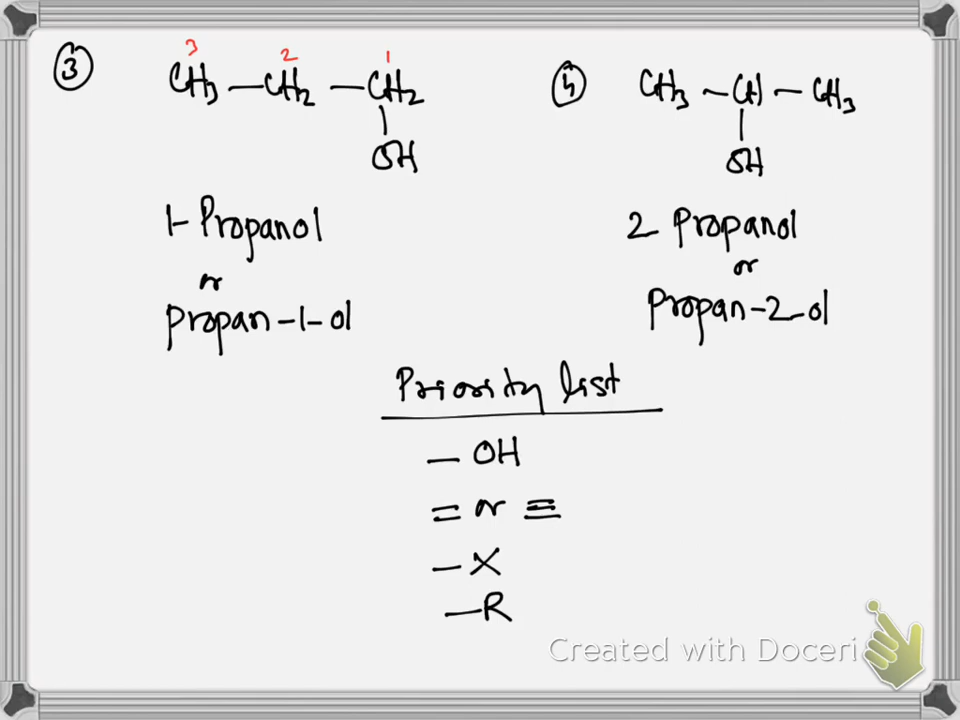 ③ CH3 — CH2 — CH2
3 2 1
OH
1-Propanol
or
propan-1-ol
④ CH3 — CH — CH3
OH
2 propanol
or
propan-2-ol
Priority list
— OH
= or ≡
— X
— R
Created with Doceri